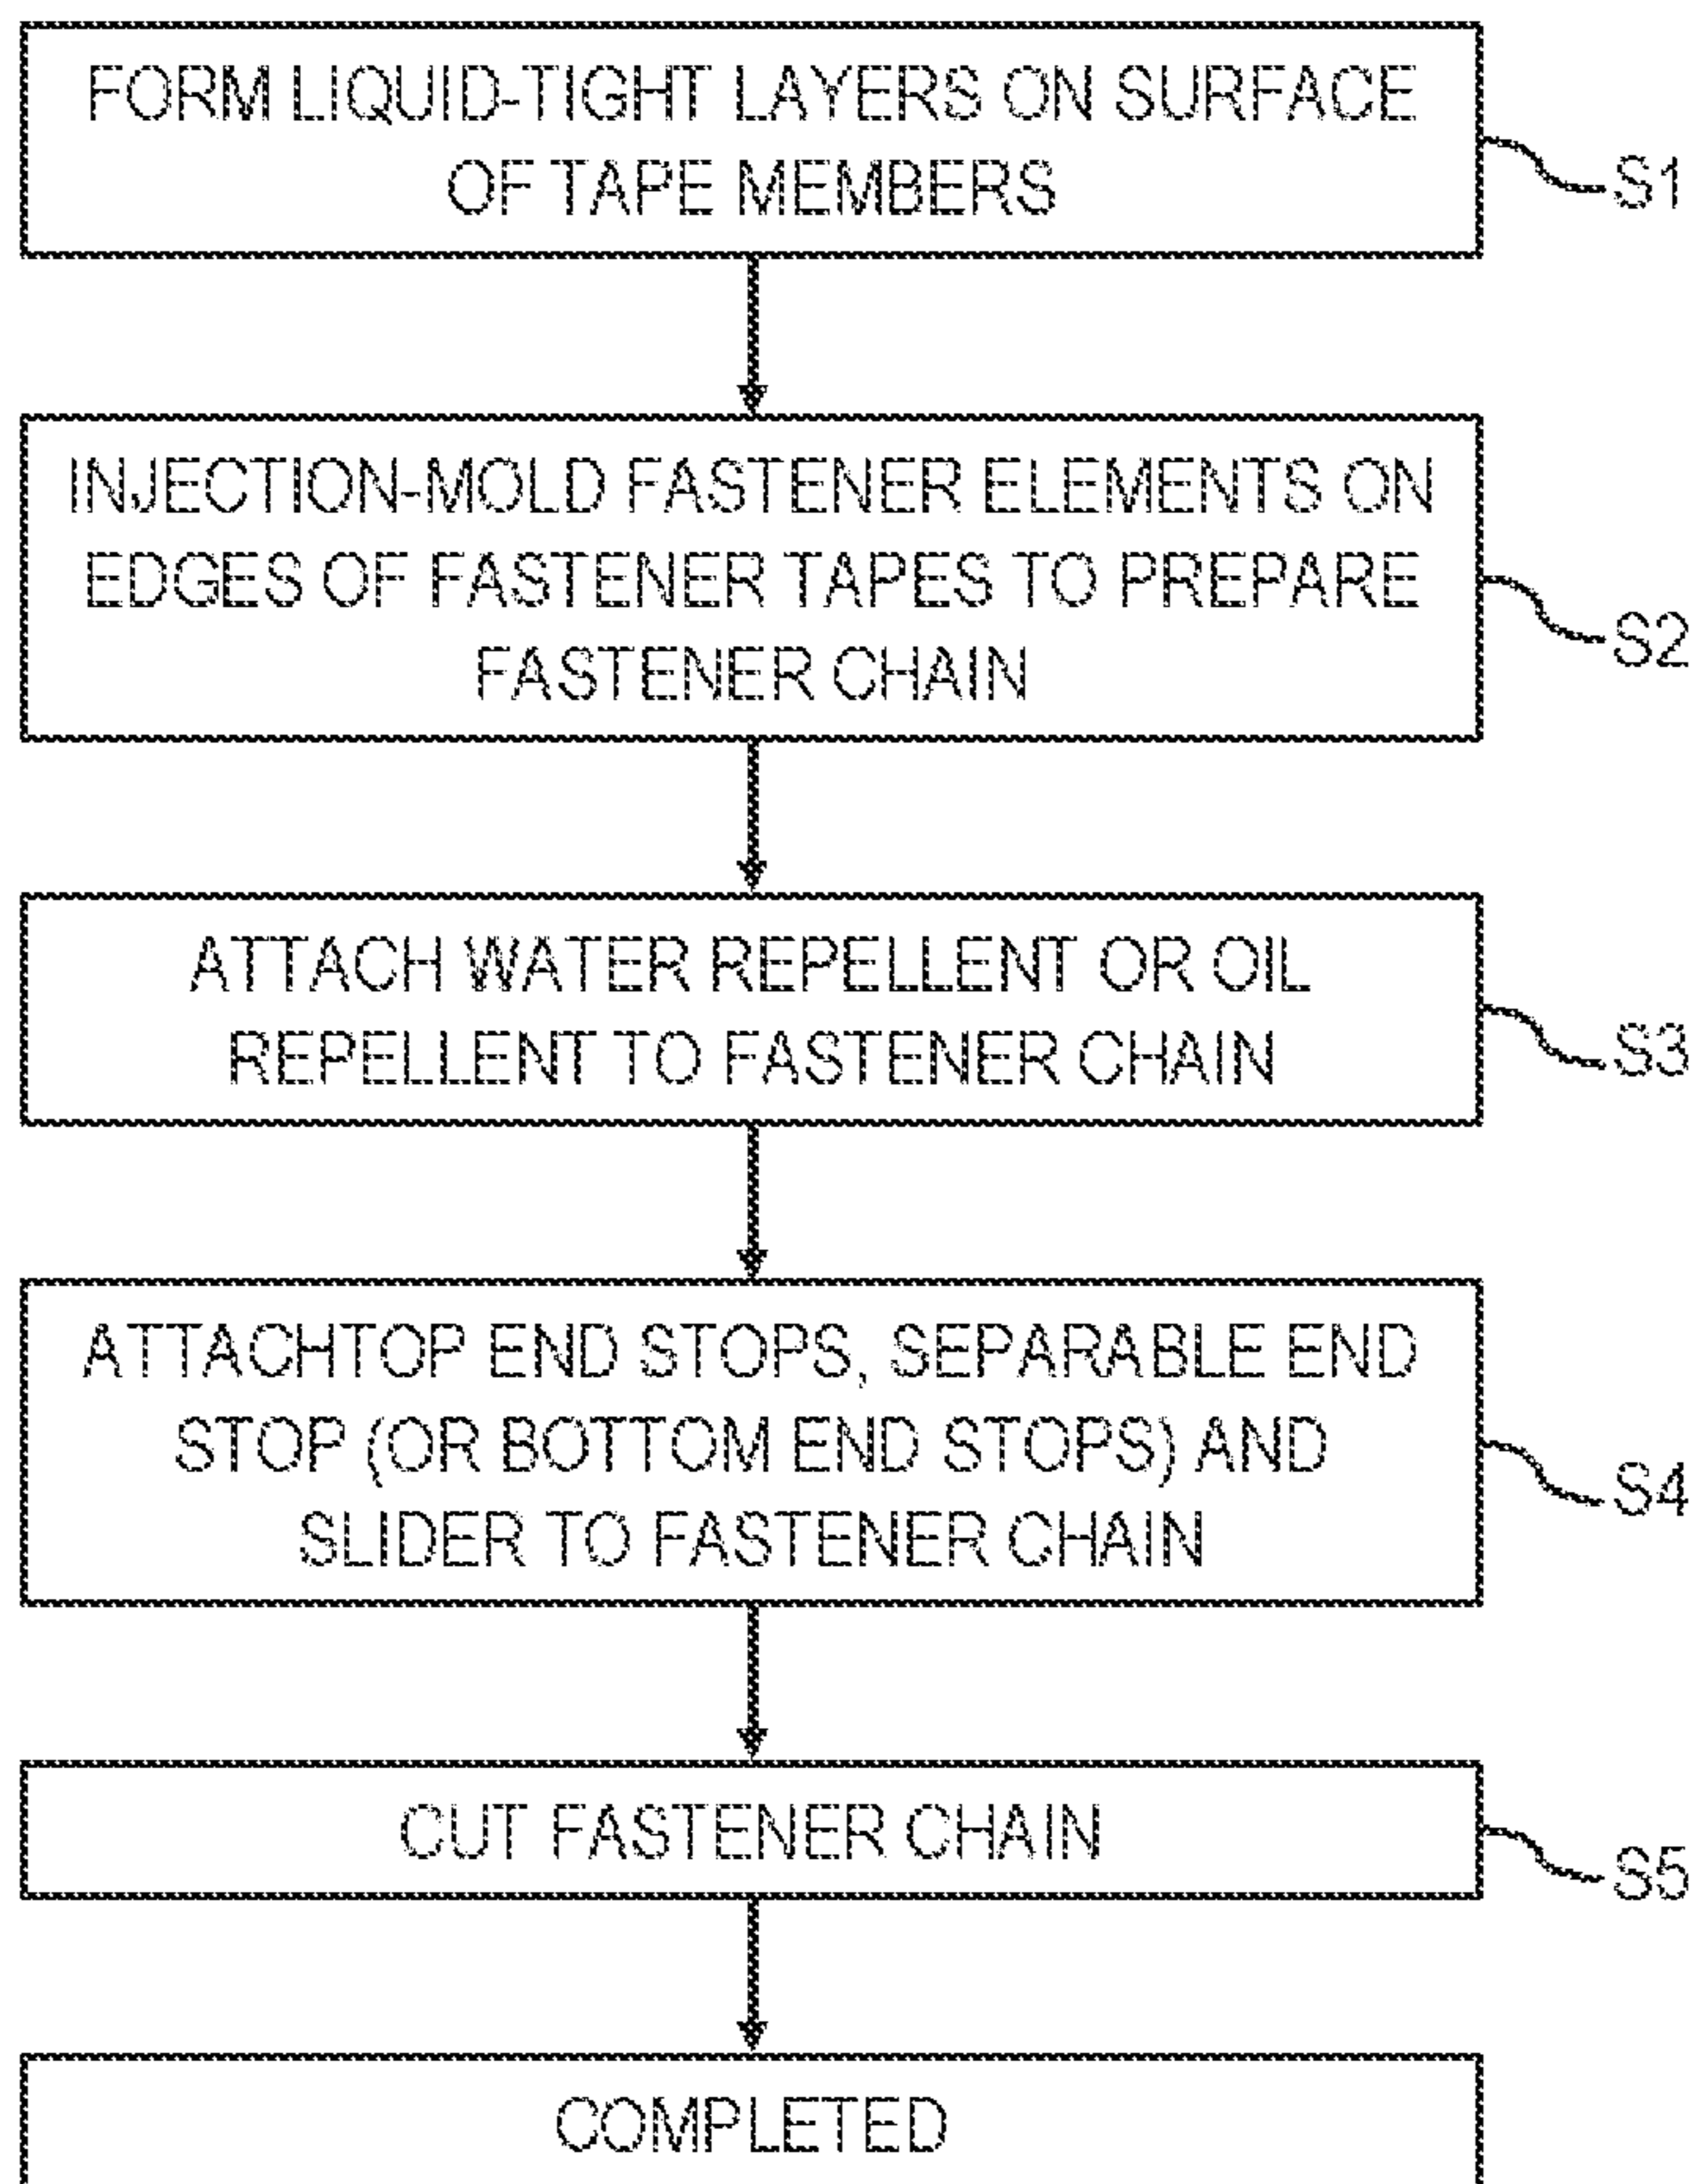 FORM LIQUID-TIGHT LAYERS ON SURFACE
OF TAPE MEMBERS
S1
INJECTION-MOLD FASTENER ELEMENTS ON
EDGES OF FASTENER TAPES TO PREPARE
FASTENER CHAIN
S2
ATTACH WATER REPELLENT OR OIL
REPELLENT TO FASTENER CHAIN
S3
ATTACHTOP END STOPS, SEPARABLE END
STOP (OR BOTTOM END STOPS) AND
SLIDER TO FASTENER CHAIN
S4
CUT FASTENER CHAIN
S5
COMPLETED